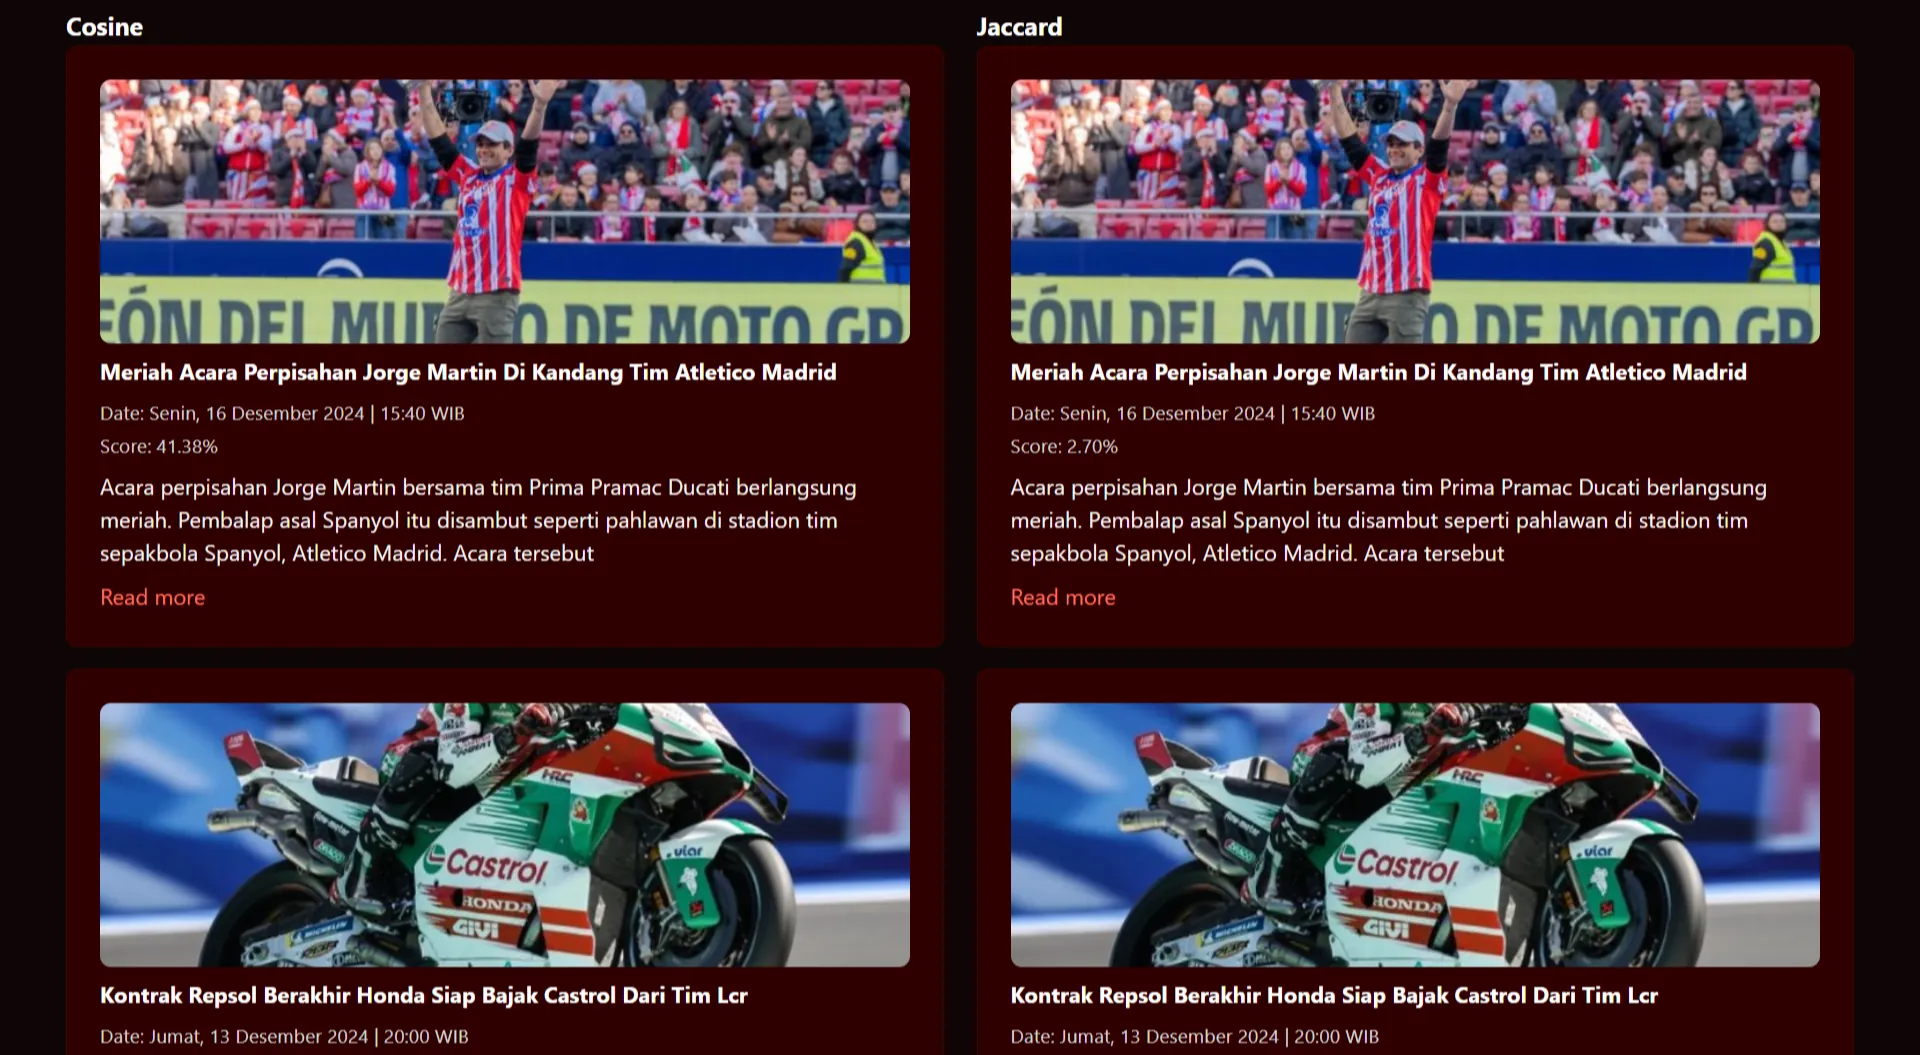 Cosine
EÓN DEL MU O DE MOTO GP
Meriah Acara Perpisahan Jorge Martin Di Kandang Tim Atletico Madrid
Date: Senin, 16 Desember 2024 | 15:40 WIB
Score: 41.38%
Acara perpisahan Jorge Martin bersama tim Prima Pramac Ducati berlangsung
meriah. Pembalap asal Spanyol itu disambut seperti pahlawan di stadion tim
sepakbola Spanyol, Atletico Madrid. Acara tersebut
Read more
HRC
Castrol
HONDA
GIVI
MICHELIN
Kontrak Repsol Berakhir Honda Siap Bajak Castrol Dari Tim Lcr
Date: Jumat, 13 Desember 2024 | 20:00 WIB
Jaccard
EÓN DEL MU O DE MOTO GP
Meriah Acara Perpisahan Jorge Martin Di Kandang Tim Atletico Madrid
Date: Senin, 16 Desember 2024 | 15:40 WIB
Score: 2.70%
Acara perpisahan Jorge Martin bersama tim Prima Pramac Ducati berlangsung
meriah. Pembalap asal Spanyol itu disambut seperti pahlawan di stadion tim
sepakbola Spanyol, Atletico Madrid. Acara tersebut
Read more
HRC
Castrol
HONDA
GIVI
MICHELIN
Kontrak Repsol Berakhir Honda Siap Bajak Castrol Dari Tim Lcr
Date: Jumat, 13 Desember 2024 | 20:00 WIB